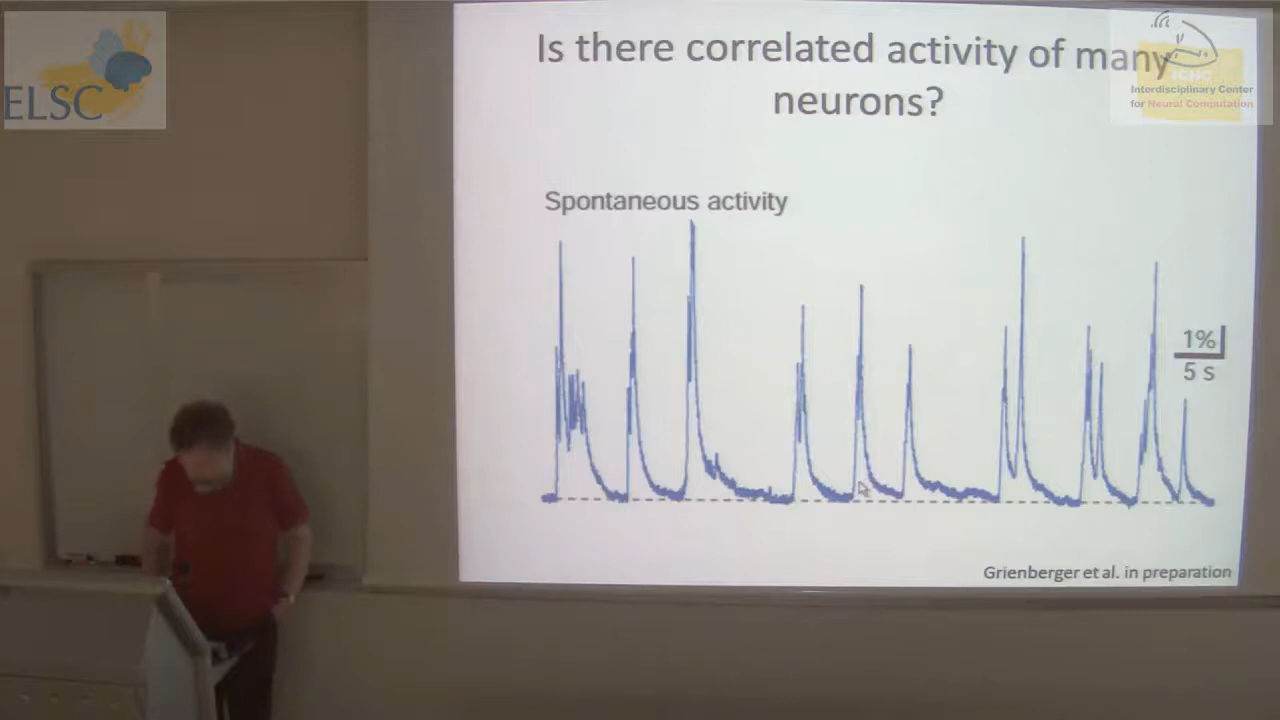 ELSC
Is there correlated activity of many
neurons?
ICNC
Interdisciplinary Center
for Neural Computation
Spontaneous activity
1%
5 s
Grienberger et al. in preparation